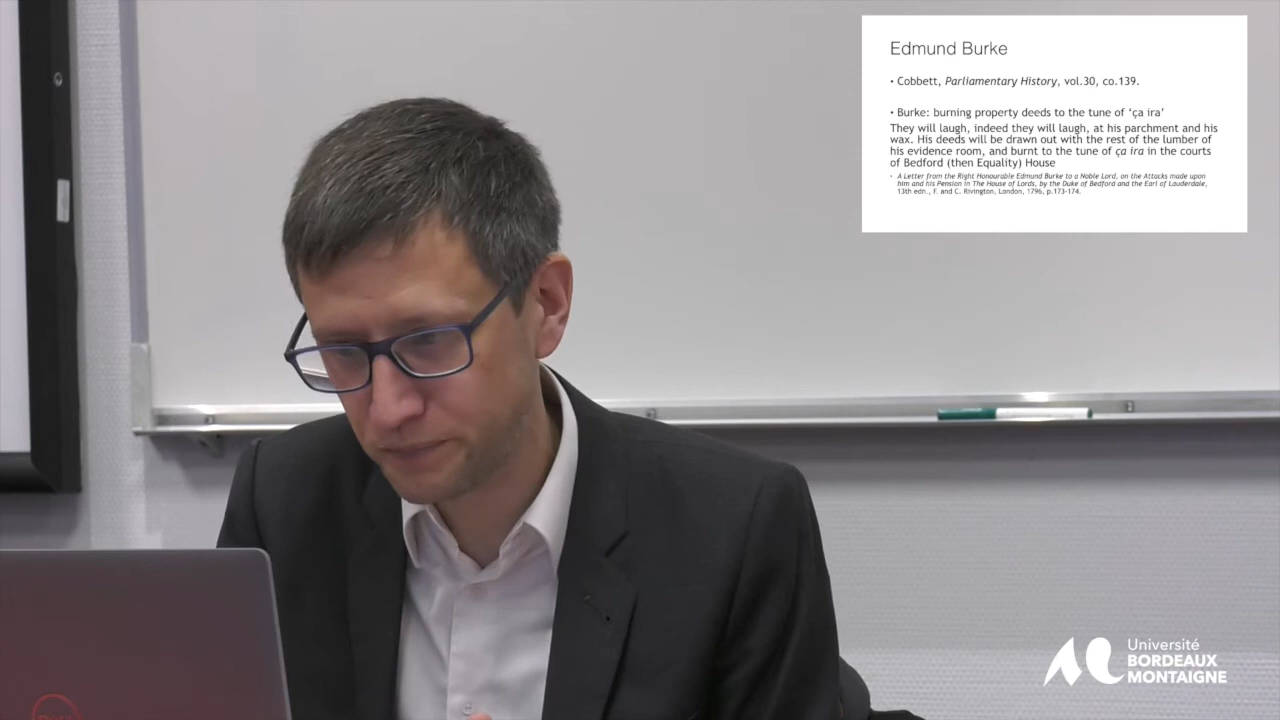 Edmund Burke
• Cobbett, Parliamentary History, vol.30, co.139.
• Burke: burning property deeds to the tune of ‘ça ira’
They will laugh, indeed they will laugh, at his parchment and his
wax. His deeds will be drawn out with the rest of the lumber of
his evidence room, and burnt to the tune of ça ira in the courts
of Bedford (then Equality) House
• A Letter from the Right Honourable Edmund Burke to a Noble Lord, on the Attacks made upon
him and his Pension in The House of Lords, by the Duke of Bedford and the Earl of Lauderdale,
13th edn., F. and C. Rivington, London, 1796, p.173-174.
Université
BORDEAUX
MONTAIGNE